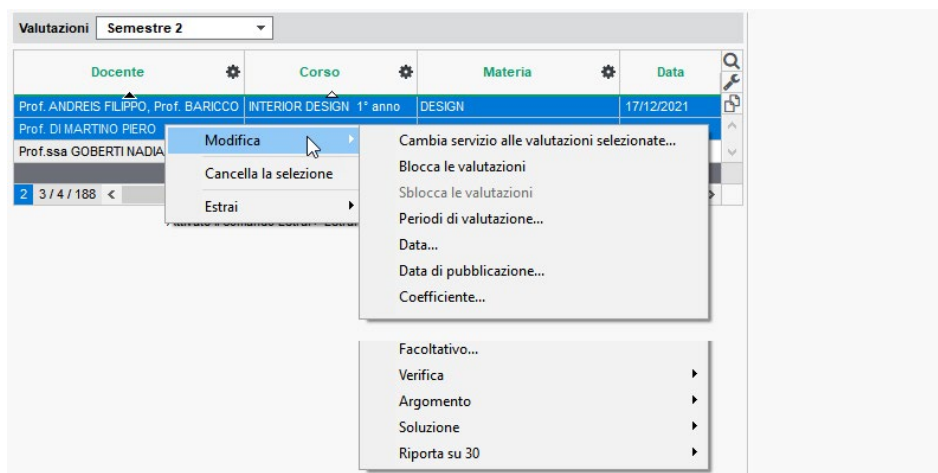 Valutazioni Semestre 2
Docente Corso Materia Data
Prof. ANDREIS FILIPPO, Prof. BARICCO INTERIOR DESIGN 1° anno DESIGN 17/12/2021
Prof. DI MARTINO PIERO
Prof.ssa GOBERTI NADIA
2 3 / 4 / 188 <
Modifica
Cancella la selezione
Estrai
Cambia servizio alle valutazioni selezionate...
Blocca le valutazioni
Sblocca le valutazioni
Periodi di valutazione...
Data...
Data di pubblicazione...
Coefficiente...
Facoltativo...
Verifica
Argomento
Soluzione
Riporta su 30